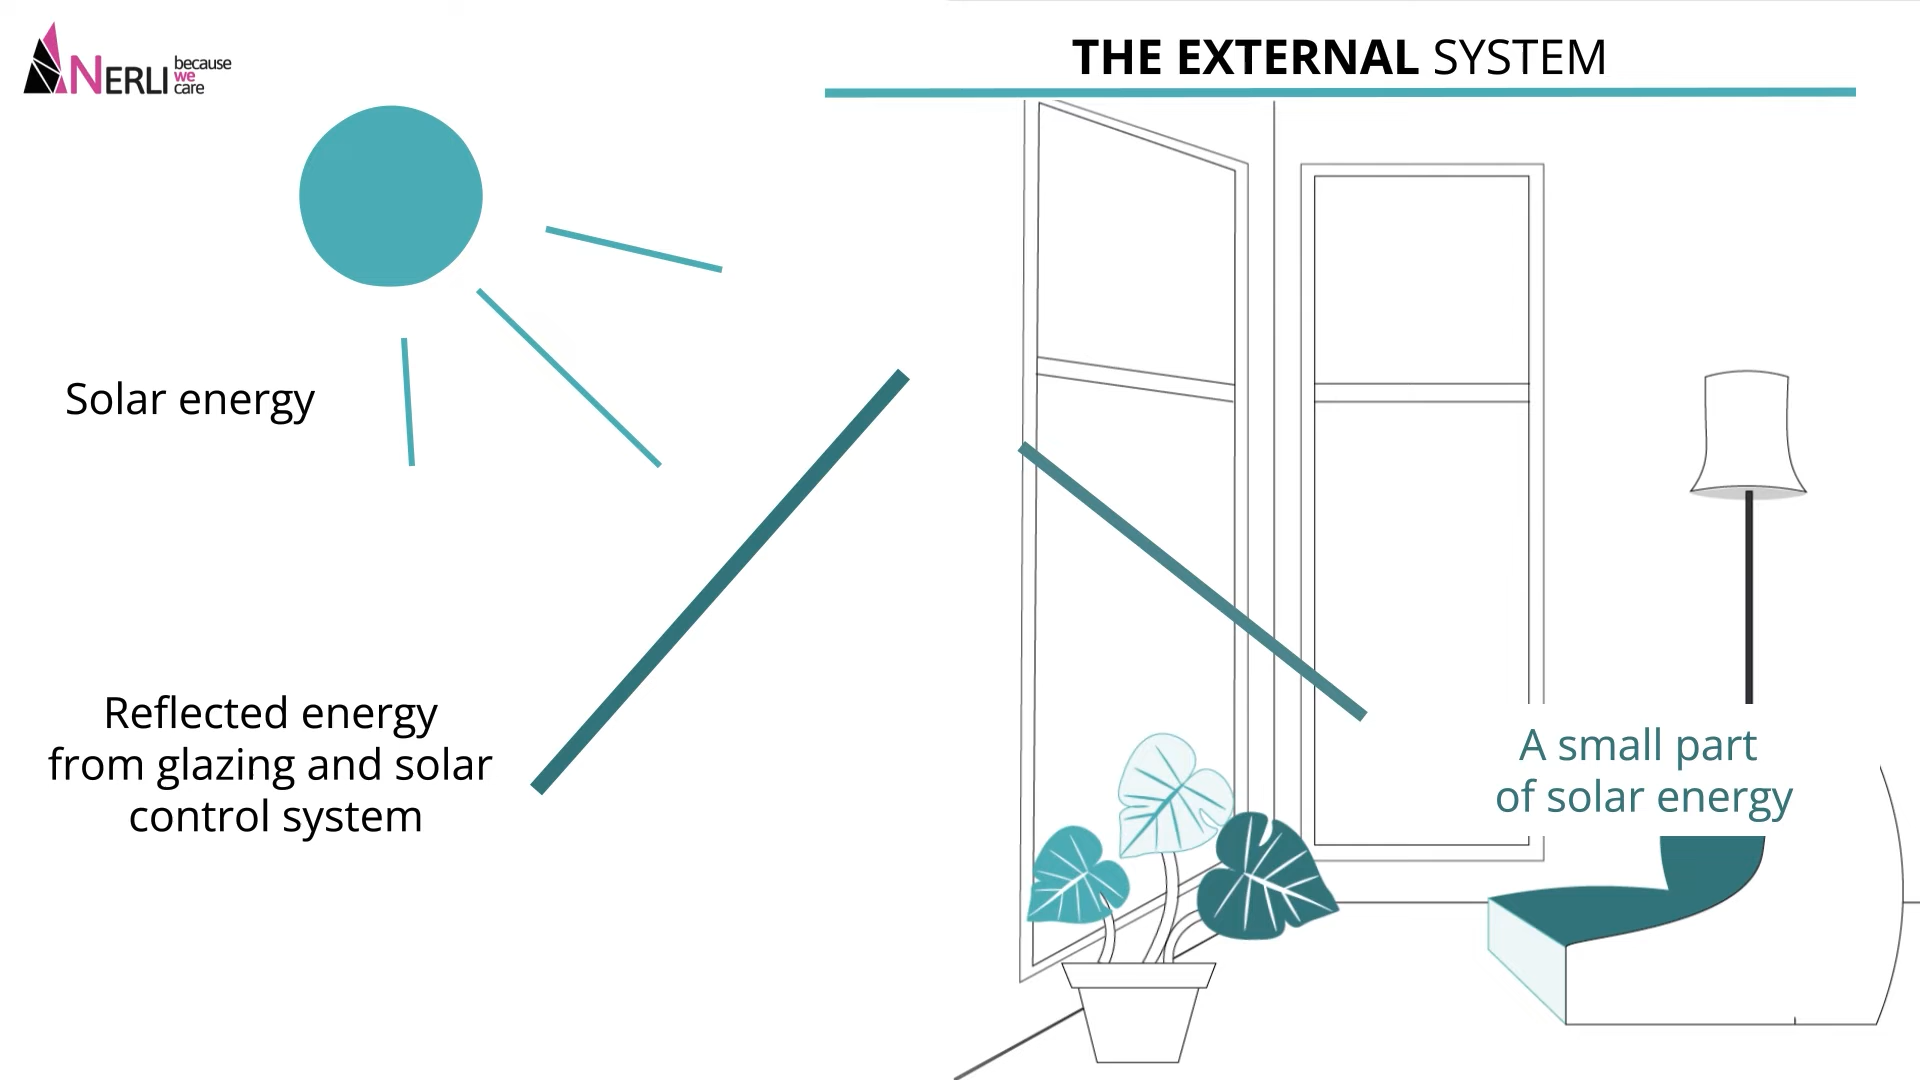 NERLI because
we
care
THE EXTERNAL SYSTEM
Solar energy
Reflected energy
from glazing and solar
control system
A small part
of solar energy